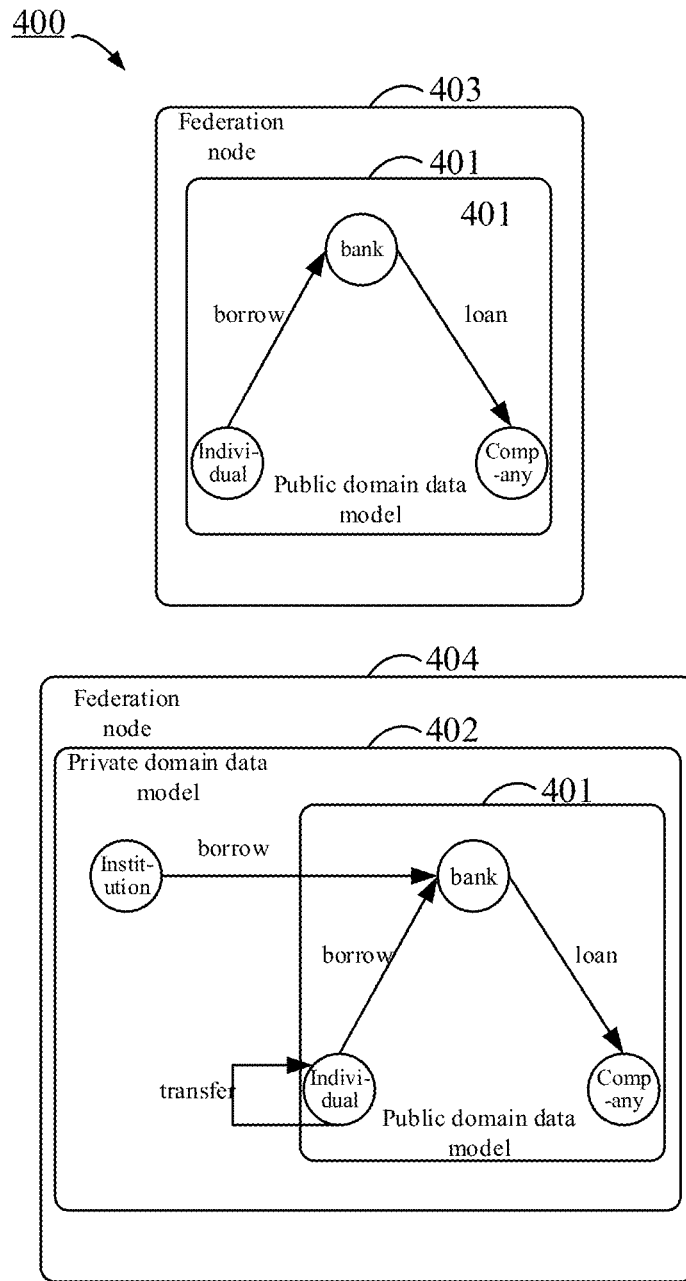 400
403
Federation
node
401
401
bank
borrow
loan
Individ-
dual
Comp
-any
Public domain data
model
404
Federation
node
402
Private domain data
model
401
borrow
Instit-
ution
bank
borrow
loan
transfer
Individ-
dual
Comp
-any
Public domain data
model